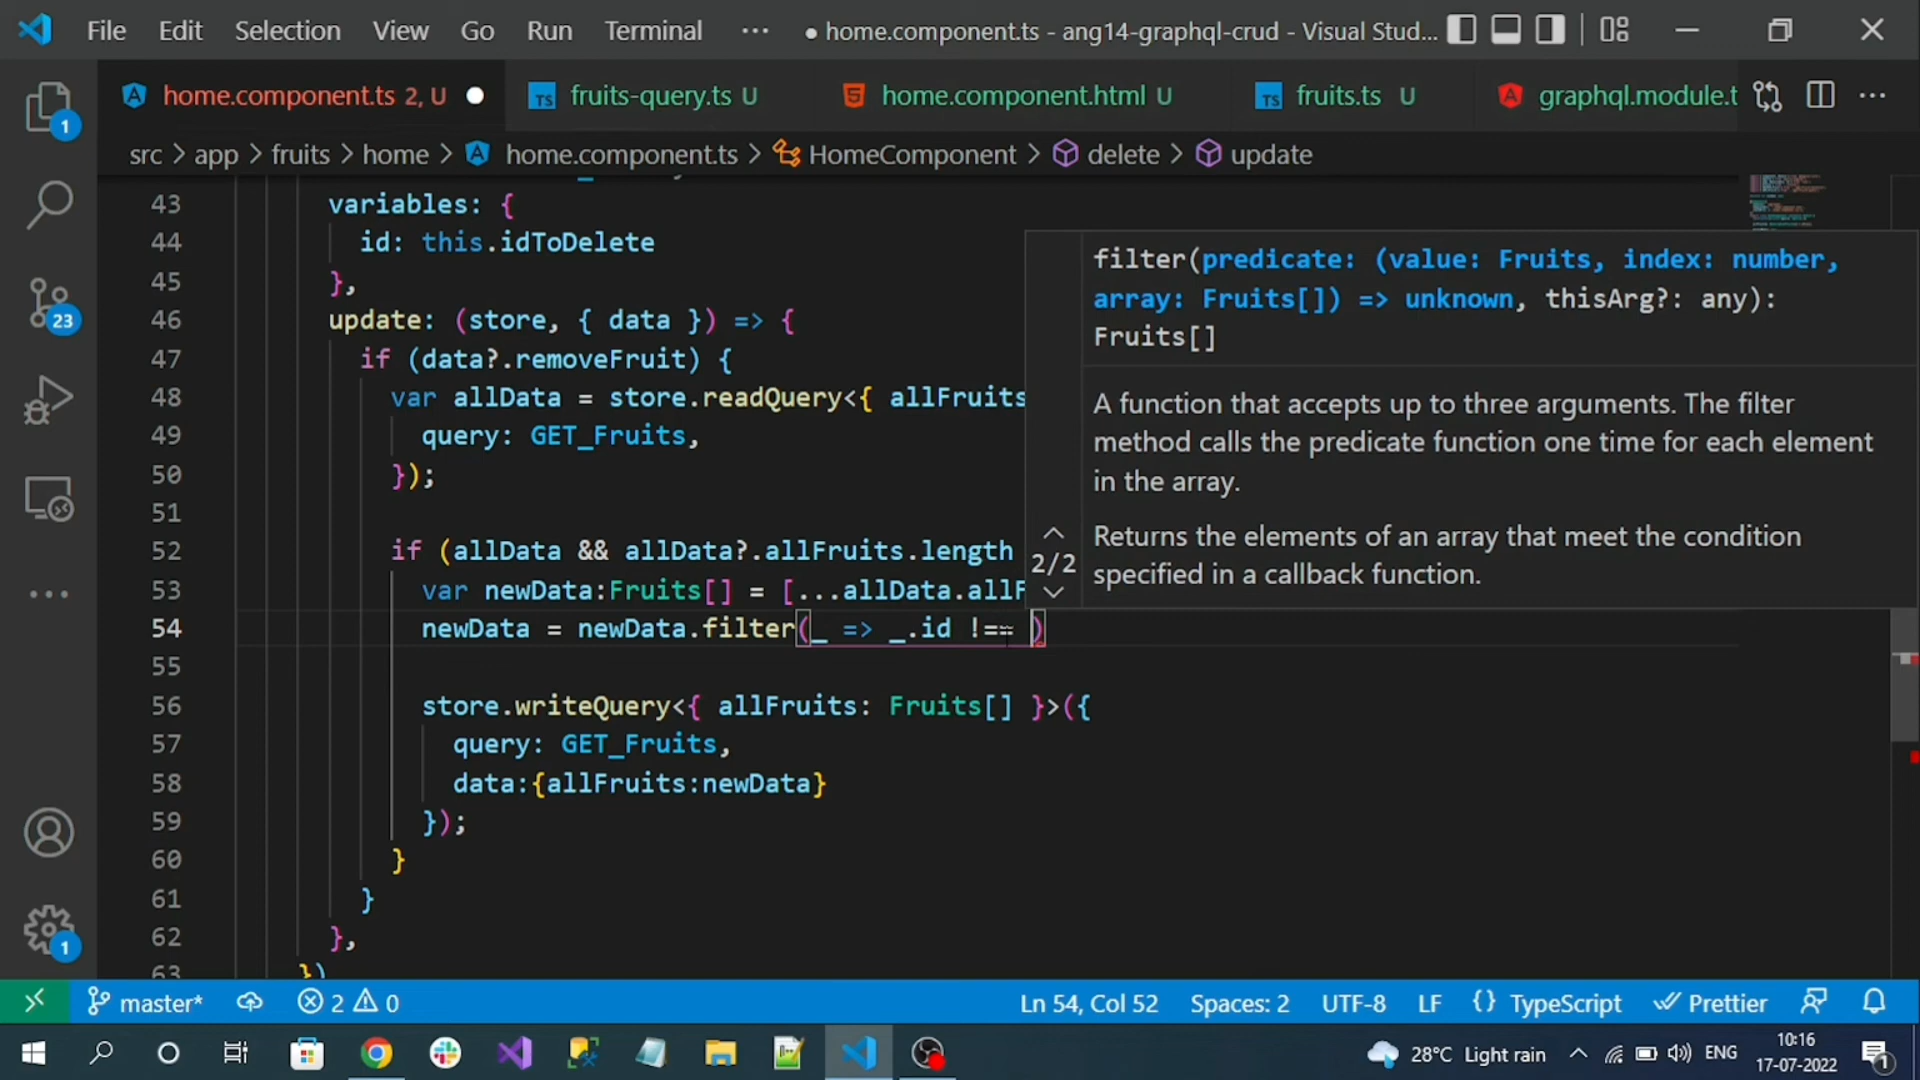 File Edit Selection View Go Run Terminal ··· ● home.component.ts - ang14-graphql-crud - Visual Stud...
home.component.ts 2, U ● TS fruits-query.ts U home.component.html U TS fruits.ts U graphql.module.t ···
src > app > fruits > home > home.component.ts > HomeComponent > delete > update
43 variables: {
44 id: this.idToDelete
45 },
46 update: (store, { data }) => {
47 if (data?.removeFruit) {
48 var allData = store.readQuery<{ allFruits
49 query: GET_Fruits,
50 });
51
52 if (allData && allData?.allFruits.length
53 var newData:Fruits[] = [...allData.allF
54 newData = newData.filter(_ => _.id !== )
55
56 store.writeQuery<{ allFruits: Fruits[] }>({
57 query: GET_Fruits,
58 data:{allFruits:newData}
59 });
60 }
61 }
62 },
63 })
filter(predicate: (value: Fruits, index: number,
array: Fruits[]) => unknown, thisArg?: any):
Fruits[]
A function that accepts up to three arguments. The filter
method calls the predicate function one time for each element
in the array.
2/2
Returns the elements of an array that meet the condition
specified in a callback function.
1
23
1
master* 2 0 Ln 54, Col 52 Spaces: 2 UTF-8 LF {} TypeScript Prettier
28°C Light rain ENG 10:16
17-07-2022
1